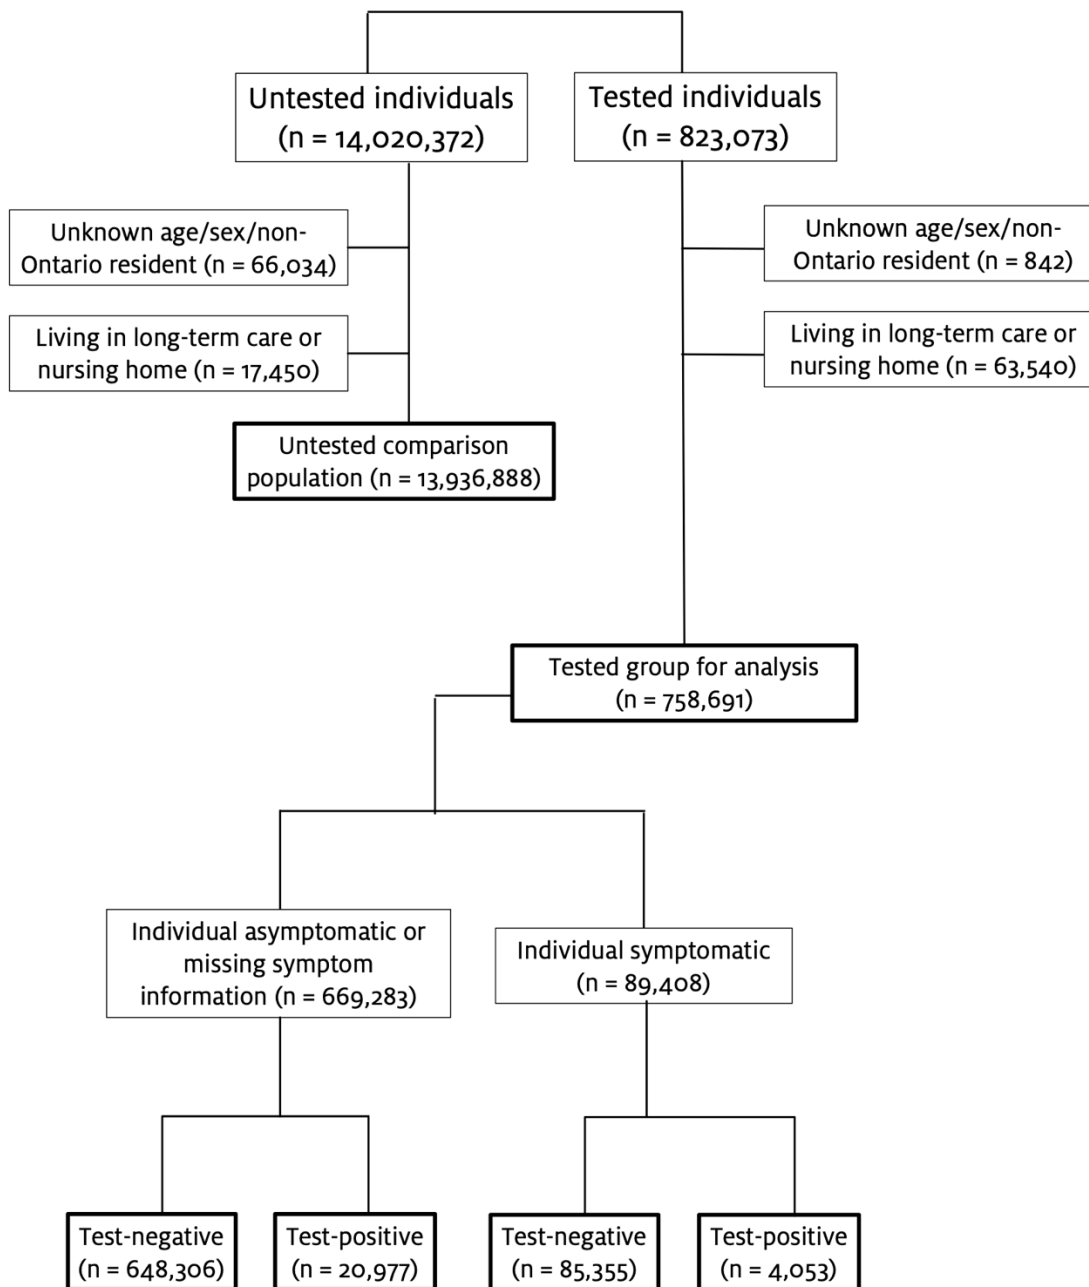 Untested individuals
(n = 14,020,372)
Tested individuals
(n = 823,073)
Unknown age/sex/non-
Ontario resident (n = 66,034)
Unknown age/sex/non-
Ontario resident (n = 842)
Living in long-term care or
nursing home (n = 17,450)
Living in long-term care or
nursing home (n = 63,540)
Untested comparison
population (n = 13,936,888)
Tested group for analysis
(n = 758,691)
Individual asymptomatic or
missing symptom
information (n = 669,283)
Individual symptomatic
(n = 89,408)
Test-negative
(n = 648,306)
Test-positive
(n = 20,977)
Test-negative
(n = 85,355)
Test-positive
(n = 4,053)